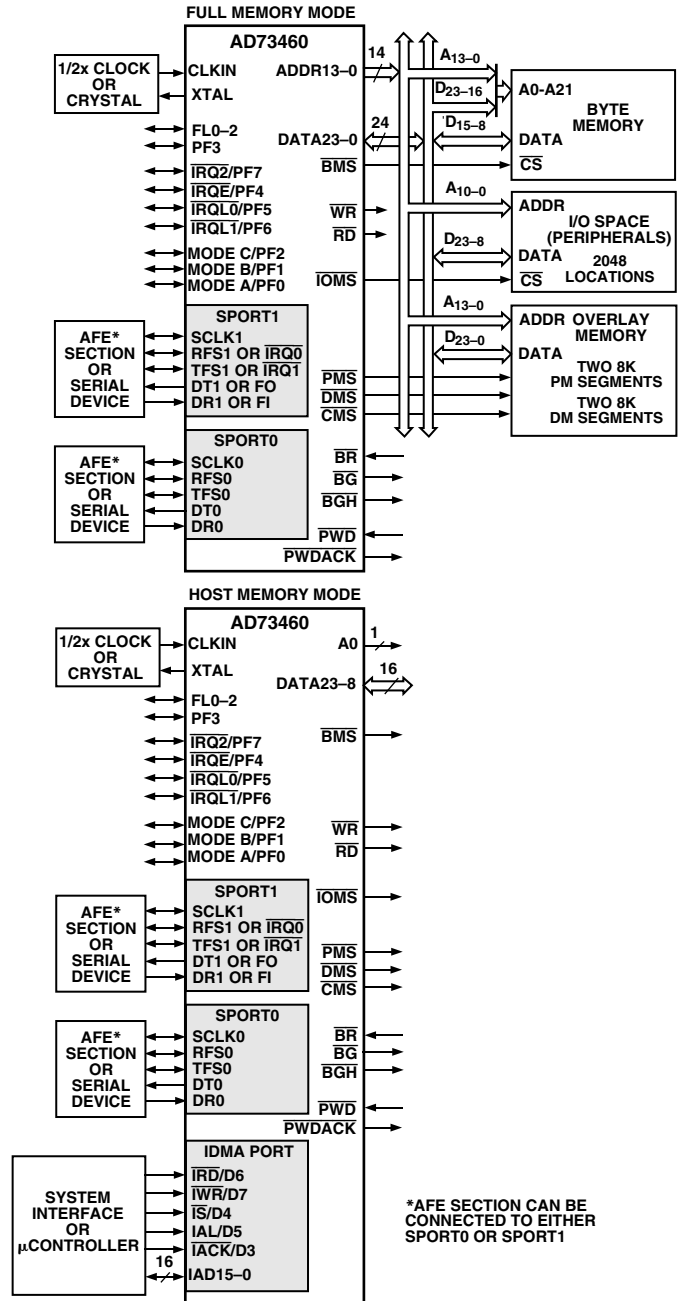 FULL MEMORY MODE
AD73460
1/2x CLOCK
OR
CRYSTAL
CLKIN
XTAL
FL0–2
PF3
IRQ2/PF7
IRQE/PF4
IRQL0/PF5
IRQL1/PF6
MODE C/PF2
MODE B/PF1
MODE A/PF0
AFE*
SECTION
OR
SERIAL
DEVICE
SPORT1
SCLK1
RFS1 OR IRQ0
TFS1 OR IRQ1
DT1 OR FO
DR1 OR FI
AFE*
SECTION
OR
SERIAL
DEVICE
SPORT0
SCLK0
RFS0
TFS0
DT0
DR0
ADDR13–0
14
DATA23–0
24
BMS
WR
RD
IOMS
PMS
DMS
CMS
BR
BG
BGH
PWD
PWDACK
A13–0
D23–16
D15–8
A0-A21
BYTE
MEMORY
DATA
CS
A10–0
D23–8
ADDR
I/O SPACE
(PERIPHERALS)
DATA
2048
LOCATIONS
CS
A13–0
D23–0
ADDR OVERLAY
MEMORY
DATA
TWO 8K
PM SEGMENTS
TWO 8K
DM SEGMENTS
HOST MEMORY MODE
AD73460
1/2x CLOCK
OR
CRYSTAL
CLKIN
XTAL
FL0–2
PF3
IRQ2/PF7
IRQE/PF4
IRQL0/PF5
IRQL1/PF6
MODE C/PF2
MODE B/PF1
MODE A/PF0
AFE*
SECTION
OR
SERIAL
DEVICE
SPORT1
SCLK1
RFS1 OR IRQ0
TFS1 OR IRQ1
DT1 OR FO
DR1 OR FI
AFE*
SECTION
OR
SERIAL
DEVICE
SPORT0
SCLK0
RFS0
TFS0
DT0
DR0
SYSTEM
INTERFACE
OR
µCONTROLLER
IDMA PORT
IRD/D6
IWR/D7
IS/D4
IAL/D5
IACK/D3
16
IAD15–0
A0
1
DATA23–8
16
BMS
WR
RD
IOMS
PMS
DMS
CMS
BR
BG
BGH
PWD
PWDACK
*AFE SECTION CAN BE
CONNECTED TO EITHER
SPORT0 OR SPORT1